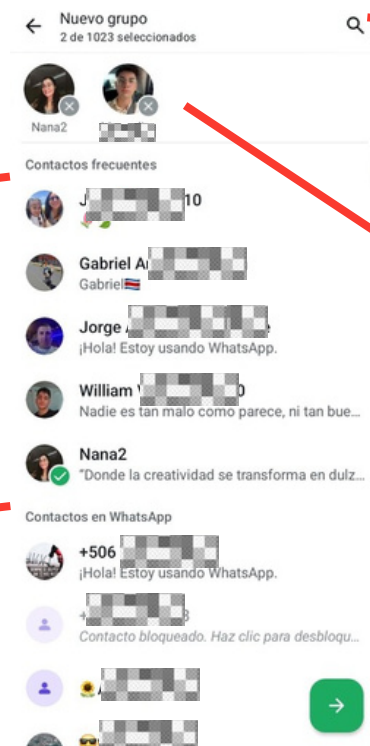 Nuevo grupo
2 de 1023 seleccionados
Nana2
Contactos frecuentes
J 10
Gabriel A
Gabriel🇨🇷
Jorge
¡Hola! Estoy usando WhatsApp.
William 0
Nadie es tan malo como parece, ni tan bue...
Nana2
"Donde la creatividad se transforma en dulz...
Contactos en WhatsApp
+506
¡Hola! Estoy usando WhatsApp.
Contacto bloqueado. Haz clic para desbloqu...